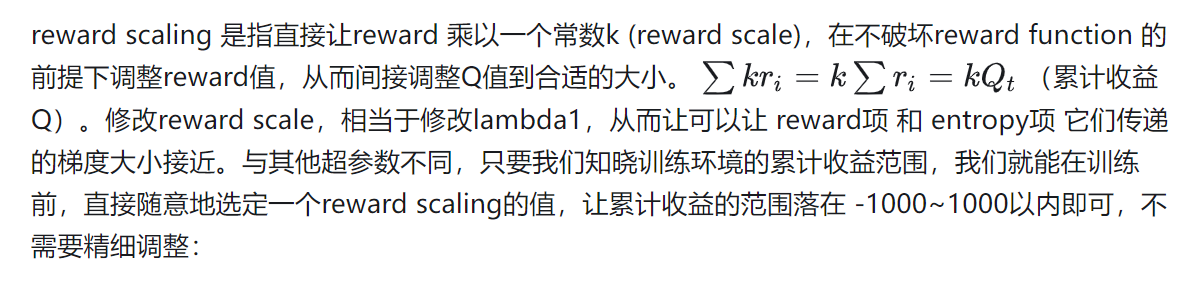 reward scaling 是指直接让reward 乘以一个常数k (reward scale)，在不破坏reward function 的
前提下调整reward值，从而间接调整Q值到合适的大小。 ∑ kr_i = k ∑ r_i = kQ_t （累计收益
Q）。修改reward scale，相当于修改lambda1，从而让可以让 reward项 和 entropy项 它们传递
的梯度大小接近。与其他超参数不同，只要我们知晓训练环境的累计收益范围，我们就能在训练
前，直接随意地选定一个reward scaling的值，让累计收益的范围落在 -1000~1000以内即可，不
需要精细调整：